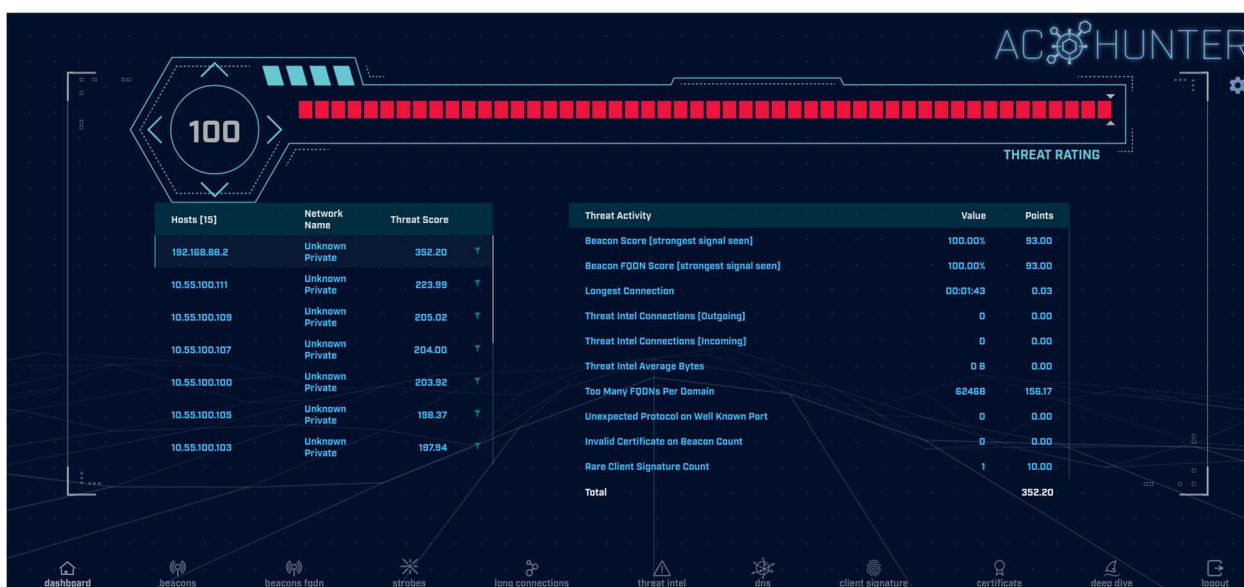 AC HUNTER
100
THREAT RATING
Hosts [15] Network Name Threat Score
192.168.88.2 Unknown Private 352.20
10.55.100.111 Unknown Private 223.99
10.55.100.109 Unknown Private 205.02
10.55.100.107 Unknown Private 204.00
10.55.100.100 Unknown Private 203.92
10.55.100.105 Unknown Private 198.37
10.55.100.103 Unknown Private 197.94
Threat Activity Value Points
Beacon Score [strongest signal seen] 100.00% 93.00
Beacon FQDN Score [strongest signal seen] 100.00% 93.00
Longest Connection 00:01:43 0.03
Threat Intel Connections [Outgoing] 0 0.00
Threat Intel Connections [Incoming] 0 0.00
Threat Intel Average Bytes 0 B 0.00
Too Many FQDNs Per Domain 62468 156.17
Unexpected Protocol on Well Known Port 0 0.00
Invalid Certificate on Beacon Count 0 0.00
Rare Client Signature Count 1 10.00
Total 352.20
dashboard beacons beacons fqdn strobes long connections threat intel dns client signature certificate deep dive logout